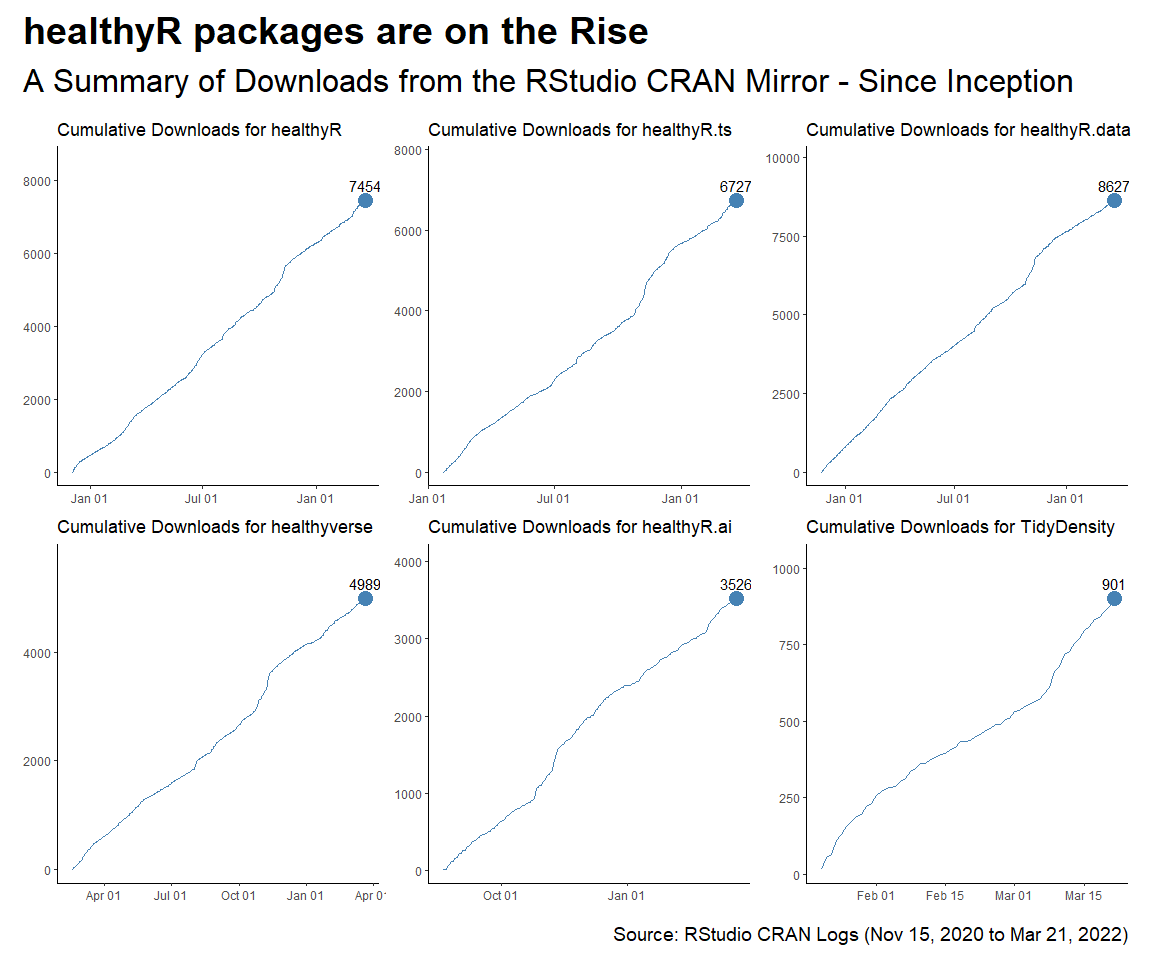 healthyR packages are on the Rise
A Summary of Downloads from the RStudio CRAN Mirror - Since Inception
Cumulative Downloads for healthyR
8000
6000
4000
2000
0
7454
Jan 01 Jul 01 Jan 01
Cumulative Downloads for healthyR.ts
8000
6000
4000
2000
0
6727
Jan 01 Jul 01 Jan 01
Cumulative Downloads for healthyR.data
10000
7500
5000
2500
0
8627
Jan 01 Jul 01 Jan 01
Cumulative Downloads for healthyverse
4000
2000
0
4989
Apr 01 Jul 01 Oct 01 Jan 01 Apr 01
Cumulative Downloads for healthyR.ai
4000
3000
2000
1000
0
3526
Oct 01 Jan 01
Cumulative Downloads for TidyDensity
1000
750
500
250
0
901
Feb 01 Feb 15 Mar 01 Mar 15
Source: RStudio CRAN Logs (Nov 15, 2020 to Mar 21, 2022)